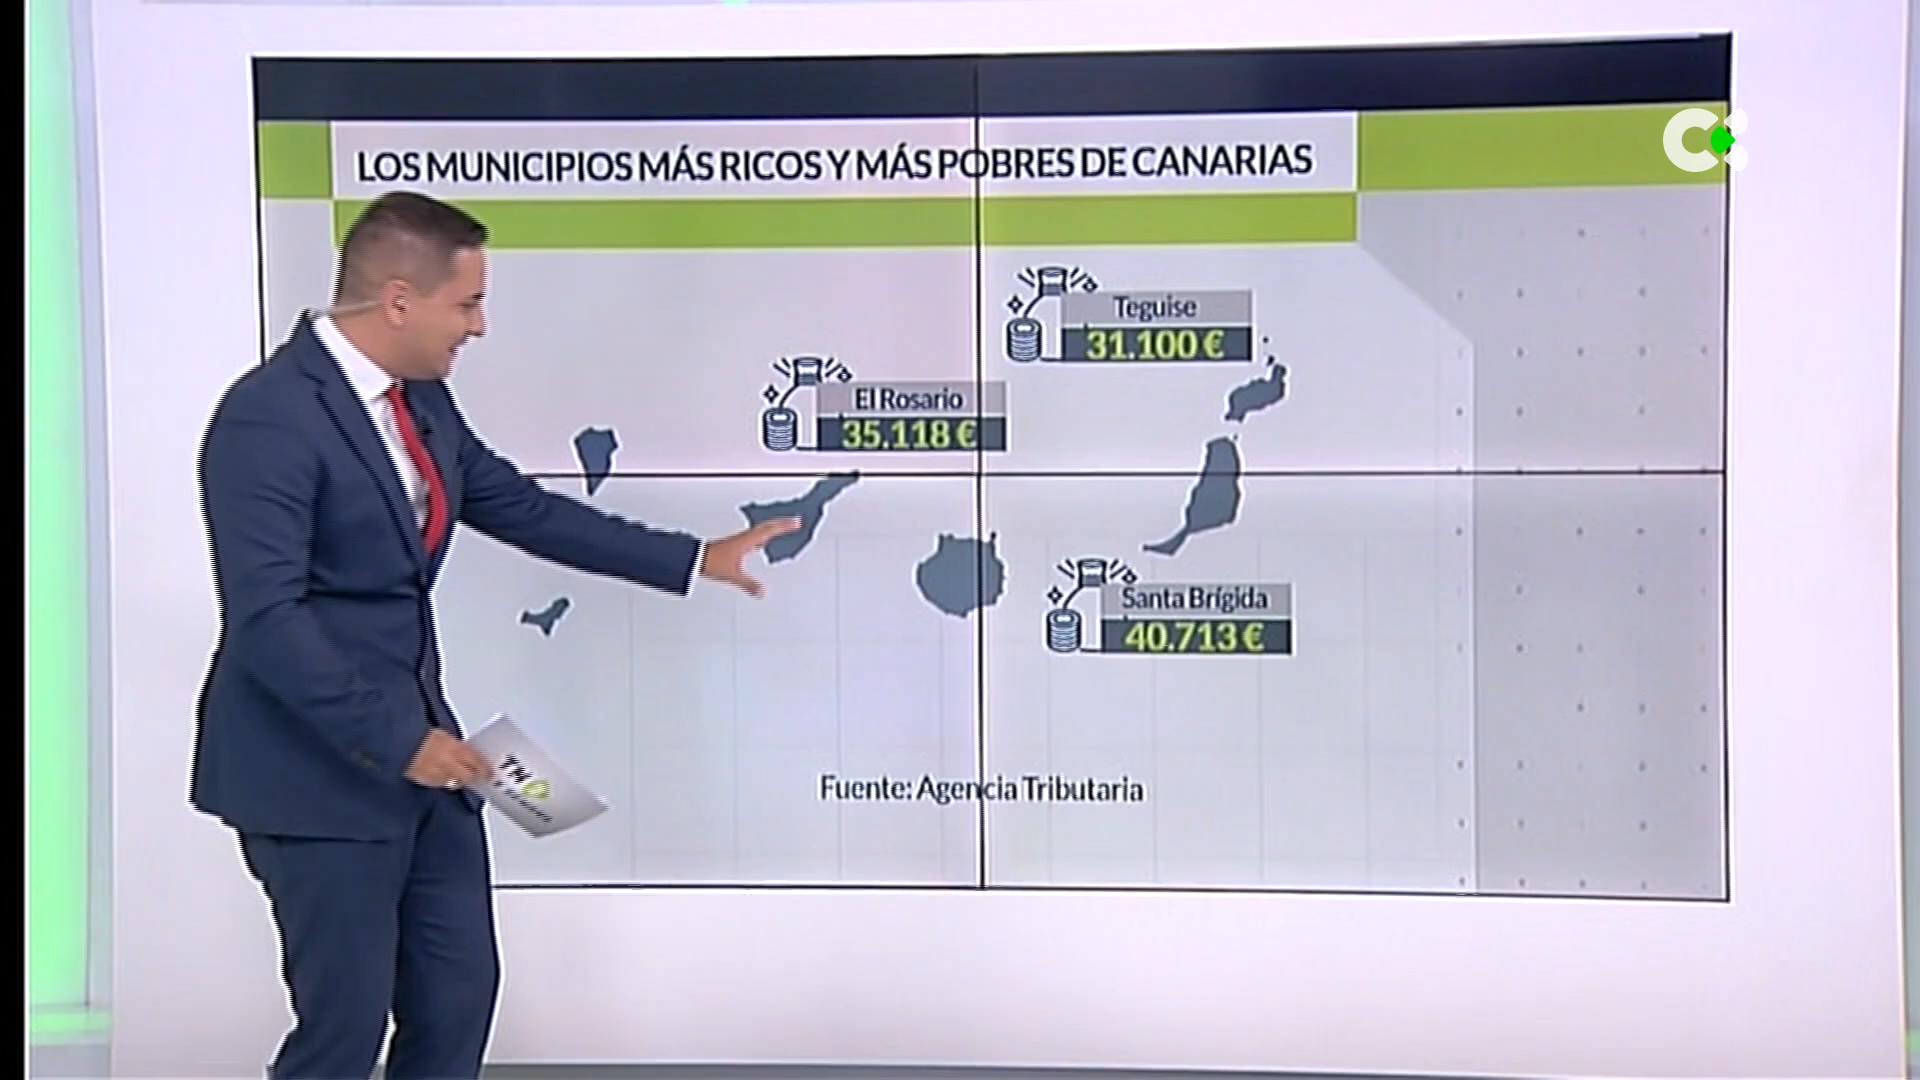 LOS MUNICIPIOS MÁS RICOS Y MÁS POBRES DE CANARIAS
Teguise
31.100 €
El Rosario
35.118 €
Santa Brígida
40.713 €
Fuente: Agencia Tributaria